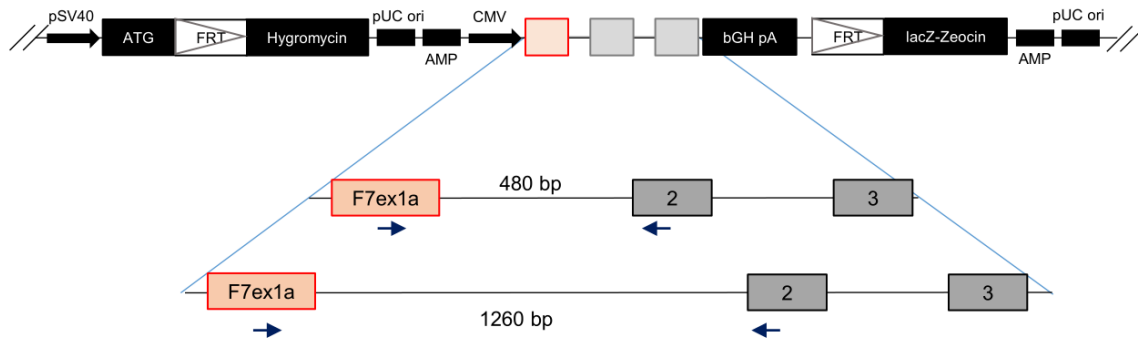 pSV40
ATG
FRT
Hygromycin
pUC ori
AMP
CMV
bGH pA
FRT
lacZ-Zeocin
AMP
pUC ori
F7ex1a
480 bp
2
3
F7ex1a
1260 bp
2
3